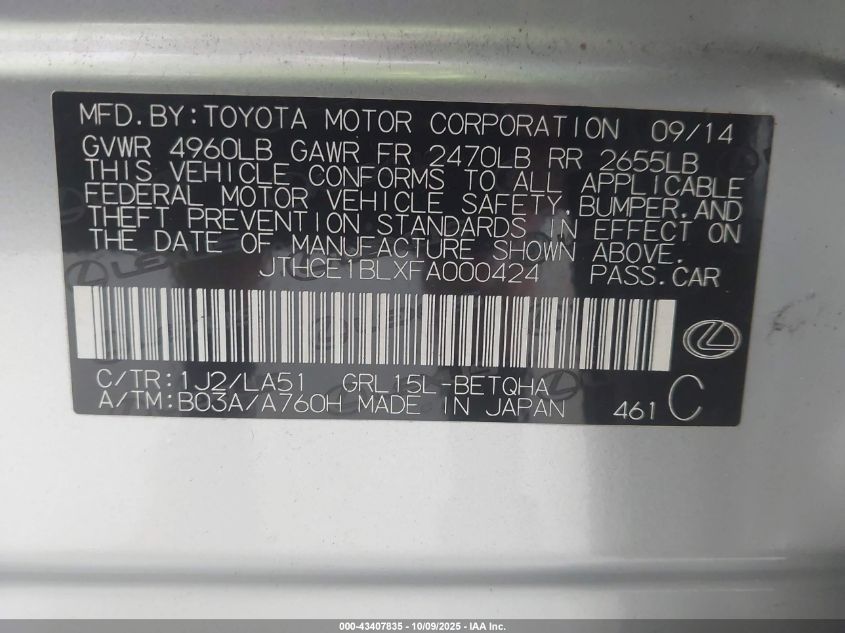 MFD.BY:TOYOTA MOTOR CORPORATION 09/14
GVWR 4960LB GAWR FR 2470LB RR 2655LB
THIS VEHICLE CONFORMS TO ALL APPLICABLE
FEDERAL MOTOR VEHICLE SAFETY,BUMPER,AND
THEFT PREVENTION STANDARDS IN EFFECT ON
THE DATE OF MANUFACTURE SHOWN ABOVE.
JTHCE1BLXFA000424 PASS.CAR
C/TR:1J2/LA51 GRL15L-BETQHA
A/TM:B03A/A760H MADE IN JAPAN 461 C
000-43407835 - 10/09/2025 - IAA Inc.